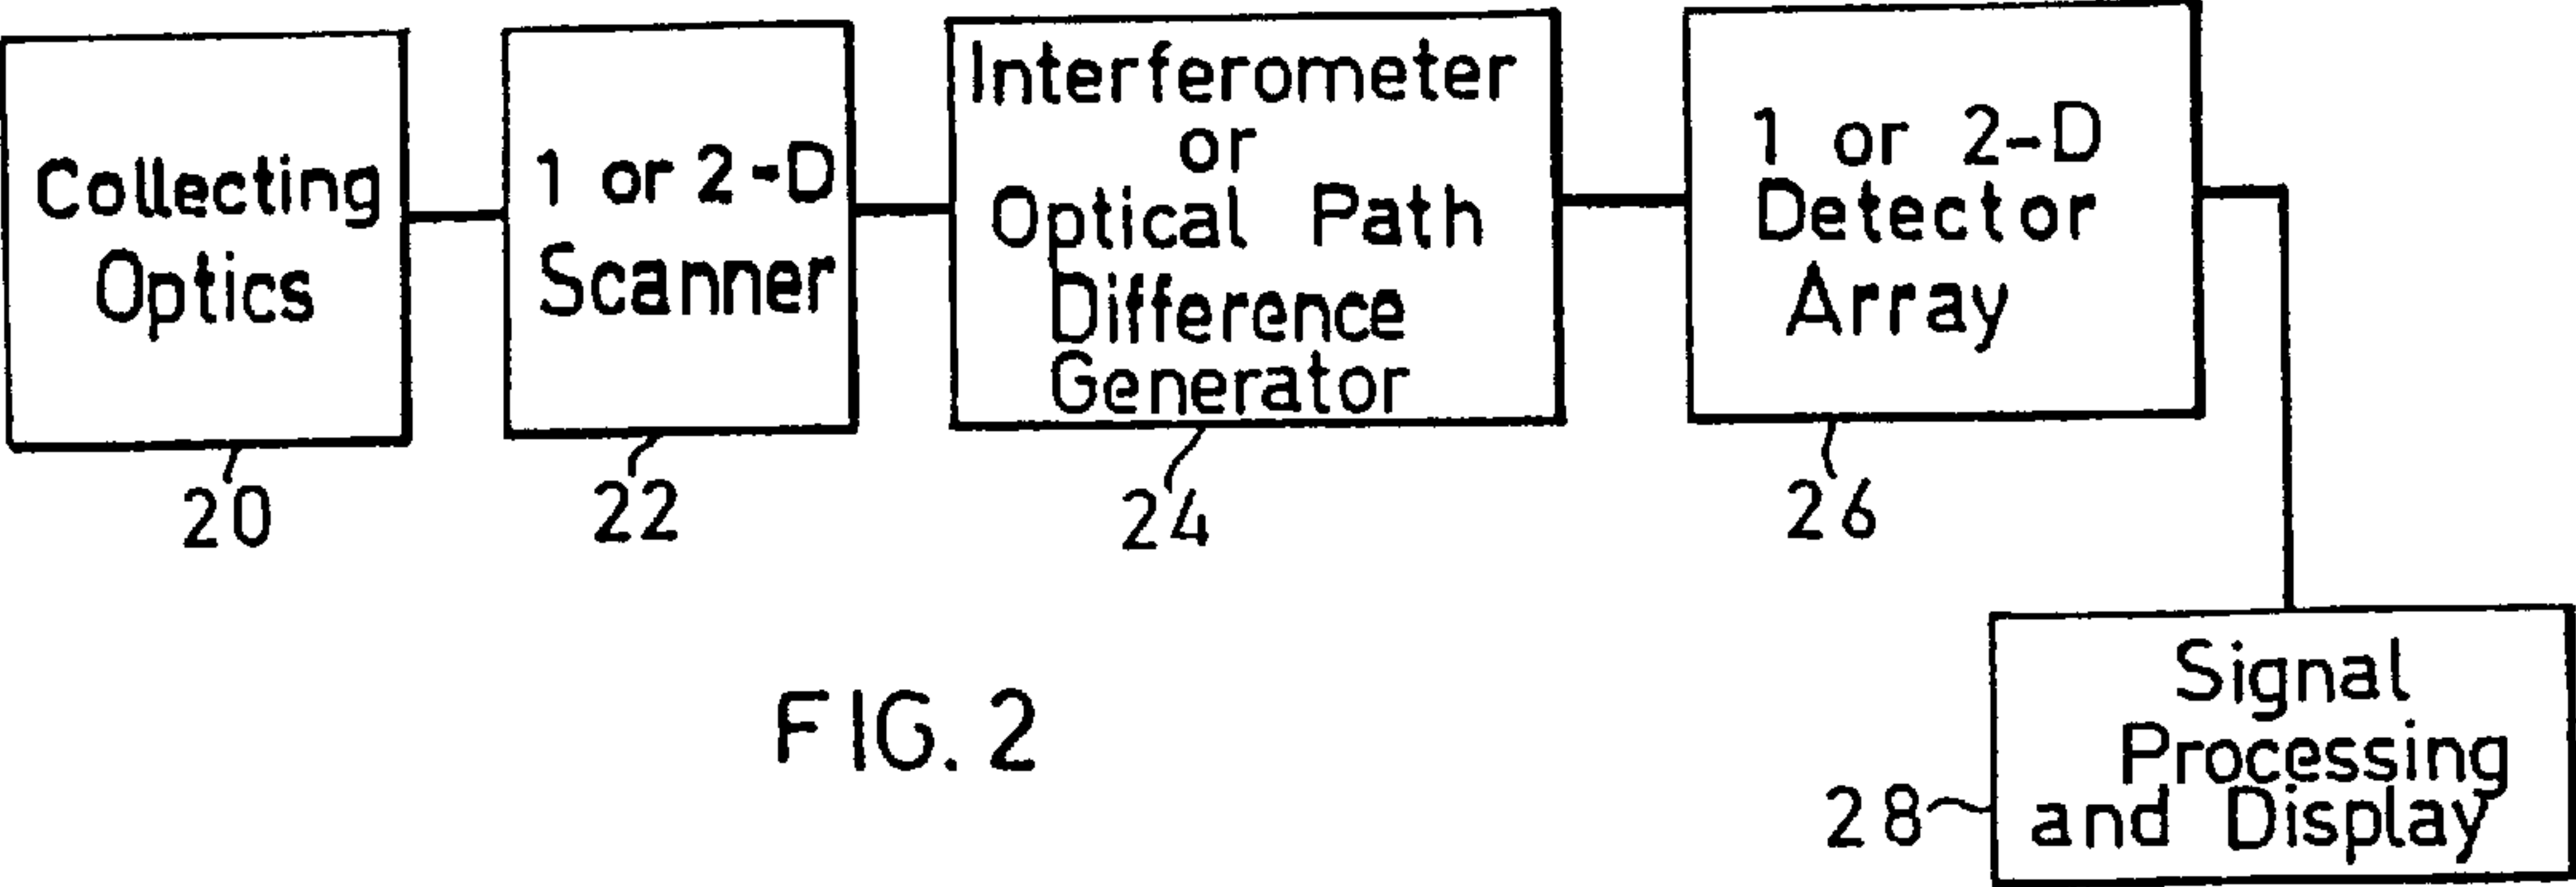 Collecting
Optics
20
1 or 2-D
Scanner
22
Interferometer
or
Optical Path
Difference
Generator
24
1 or 2-D
Detector
Array
26
Signal
Processing
and Display
28
FIG. 2